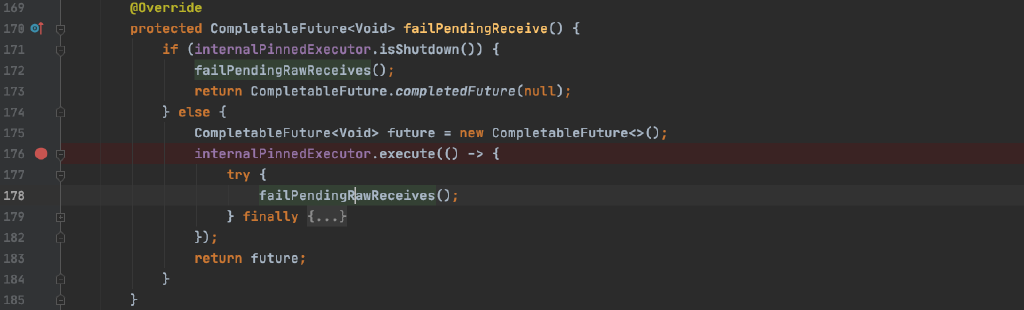 169 @Override
170 protected CompletableFuture<Void> failPendingReceive() {
171 if (internalPinnedExecutor.isShutdown()) {
172 failPendingRawReceives();
173 return CompletableFuture.completedFuture(null);
174 } else {
175 CompletableFuture<Void> future = new CompletableFuture<>();
176 internalPinnedExecutor.execute(() -> {
177 try {
178 failPendingRawReceives();
179 } finally {...}
182 });
183 return future;
184 }
185 }